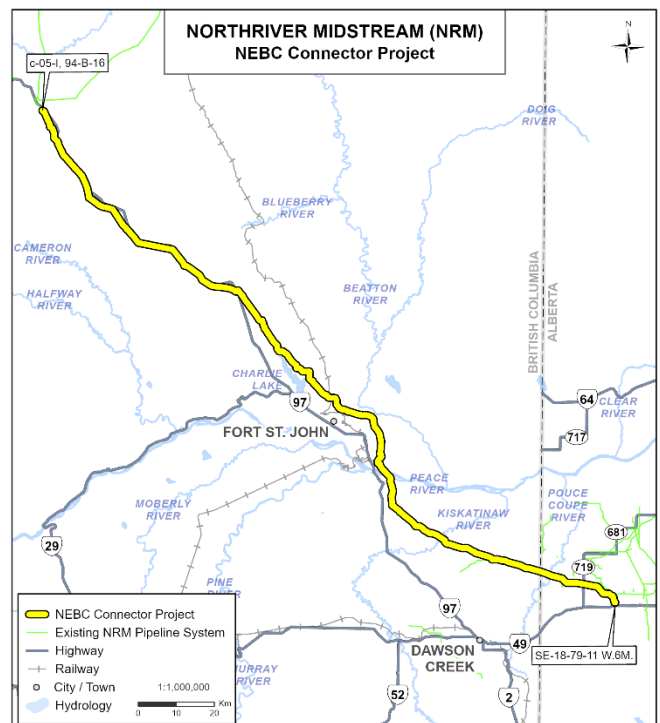 NORTHRIVER MIDSTREAM (NRM)
NEBC Connector Project
N
c-05-I, 94-B-16
DOIG
RIVER
BLUEBERRY
RIVER
CAMERON
RIVER
HALFWAY
RIVER
BEATTON
RIVER
BRITISH COLUMBIA
ALBERTA
CHARLIE
LAKE
97
FORT ST. JOHN
64
CLEAR
RIVER
717
PEACE
RIVER
MOBERLY
RIVER
KISKATINAW
RIVER
POUCE
COUPE
RIVER
681
29
719
PINE
RIVER
97
49
DAWSON
CREEK
SE-18-79-11 W.6M.
MURRAY
RIVER
52
2
NEBC Connector Project
Existing NRM Pipeline System
Highway
Railway
City / Town
Hydrology
1:1,000,000
0 10 20 Km